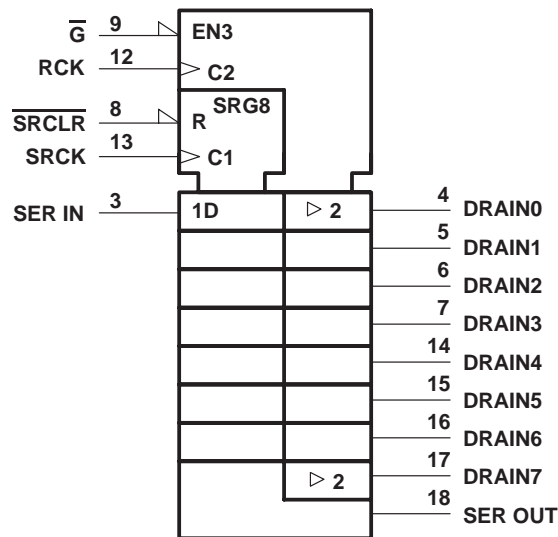 G 9 EN3
RCK 12 C2
SRG8
SRCLR 8 R
SRCK 13 C1
SER IN 3 1D 2 4 DRAIN0
5 DRAIN1
6 DRAIN2
7 DRAIN3
14 DRAIN4
15 DRAIN5
16 DRAIN6
2 17 DRAIN7
18 SER OUT